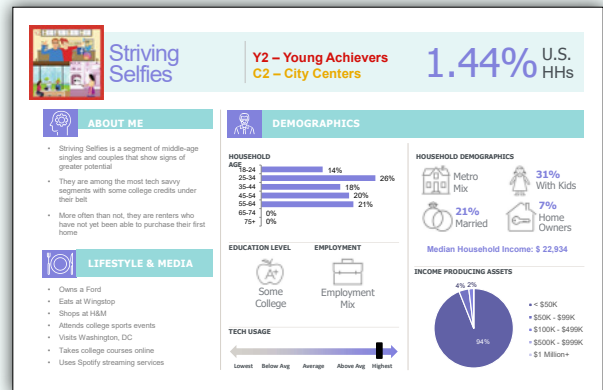 Striving
Selfies
Y2 – Young Achievers
C2 – City Centers
1.44% U.S.
HHs
ABOUT ME
• Striving Selfies is a segment of middle-age
singles and couples that show signs of
greater potential
• They are among the most tech savvy
segments with some college credits under
their belt
• More often than not, they are renters who
have not yet been able to purchase their first
home
LIFESTYLE & MEDIA
• Owns a Ford
• Eats at Wingstop
• Shops at H&M
• Attends college sports events
• Visits Washington, DC
• Takes college courses online
• Uses Spotify streaming services
DEMOGRAPHICS
HOUSEHOLD
AGE
18-24 14%
25-34 26%
35-44 18%
45-54 20%
55-64 21%
65-74 0%
75+ 0%
EDUCATION LEVEL
A+
Some
College
EMPLOYMENT
Employment
Mix
TECH USAGE
Lowest Below Avg Average Above Avg Highest
HOUSEHOLD DEMOGRAPHICS
Metro
Mix
31%
With Kids
21%
Married
7%
Home
Owners
Median Household Income: $ 22,934
INCOME PRODUCING ASSETS
4% 2%
94%
< $50K
$50K - $99K
$100K - $499K
$500K - $999K
$1 Million+